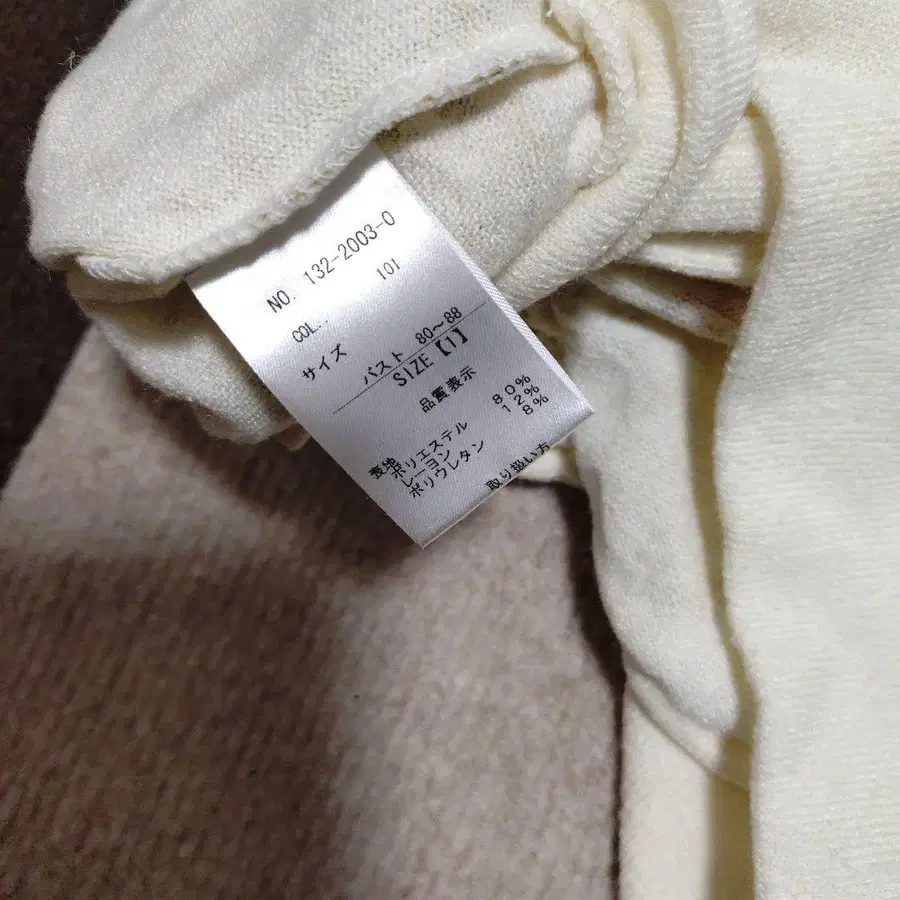 NO. 132-2003-0
COL. 101
サイズ
バスト 80～88
SIZE【1】
品質表示
表地
ポリエステル 80%
レーヨン 12%
ポリウレタン 8%
取り扱い方